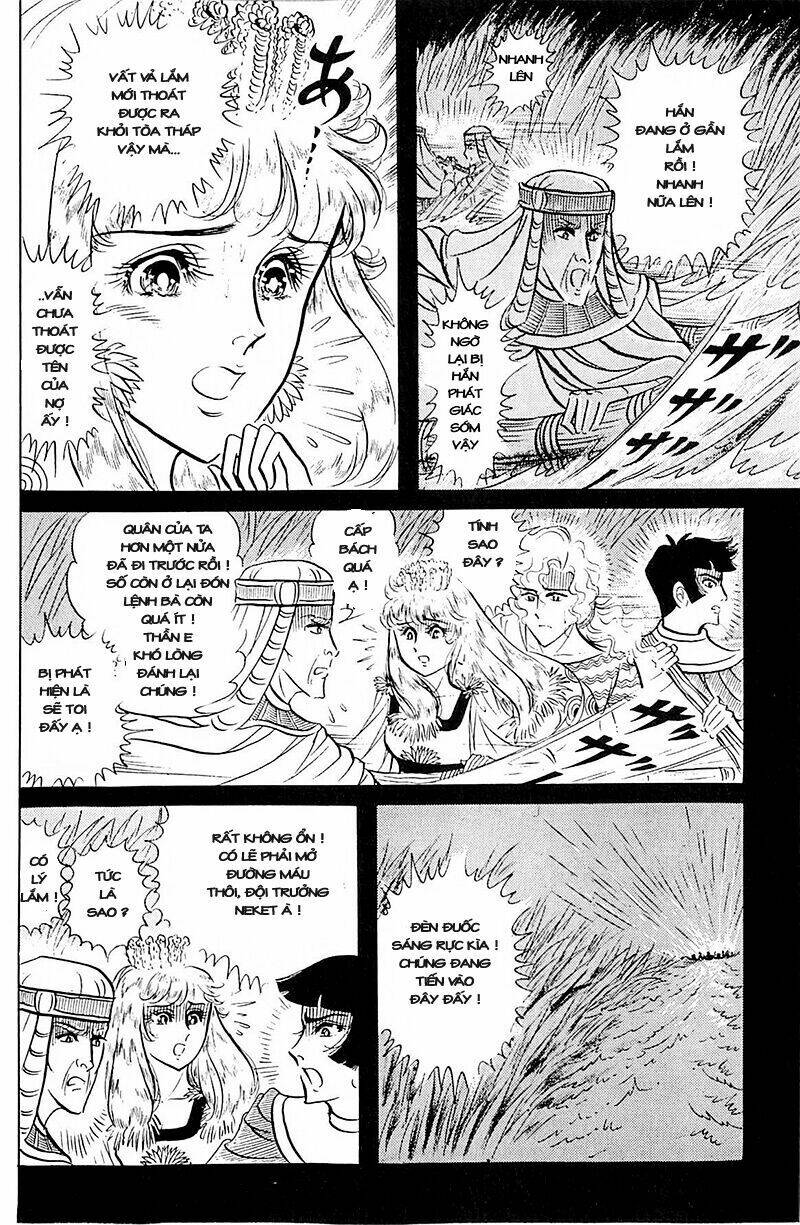 HẮN
ĐANG Ở GẦN
LẮM
RỒI !
NHANH
NỮA LÊN !
NHANH
LÊN
KHÔNG
NGỜ
LẠI BỊ
HẮN
PHÁT
GIÁC
SỚM
VẬY
ザザ
あ
VẤT VẢ LẮM
MỚI THOÁT
ĐƯỢC RA
KHỎI TÒA THÁP
VẬY MÀ...
..VẪN
CHƯA
THOÁT
ĐƯỢC
TÊN
CỦA
NỢ
ẤY !
TÍNH
SAO
ĐÂY ?
CẤP
BÁCH
QUÁ
Ạ !
QUÂN CỦA TA
HƠN MỘT NỬA
ĐÃ ĐI TRƯỚC RỒI !
SỐ CÒN Ở LẠI ĐÓN
LỆNH BÀ CÒN
QUÁ ÍT !
THẦN E
KHÓ LÒNG
ĐÁNH LẠI
CHÚNG !
BỊ PHÁT
HIỆN LÀ
SẼ TOI
ĐẤY Ạ !
ザザ
ĐÈN ĐUỐC
SÁNG RỰC KÌA !
CHÚNG ĐANG
TIẾN VÀO
ĐÂY ĐẤY !
RẤT KHÔNG ỔN !
CÓ LẼ PHẢI MỞ
ĐƯỜNG MÁU
THÔI, ĐỘI TRƯỞNG
NEKET À !
TỨC
LÀ
SAO ?
CÓ
LÝ
LẮM !